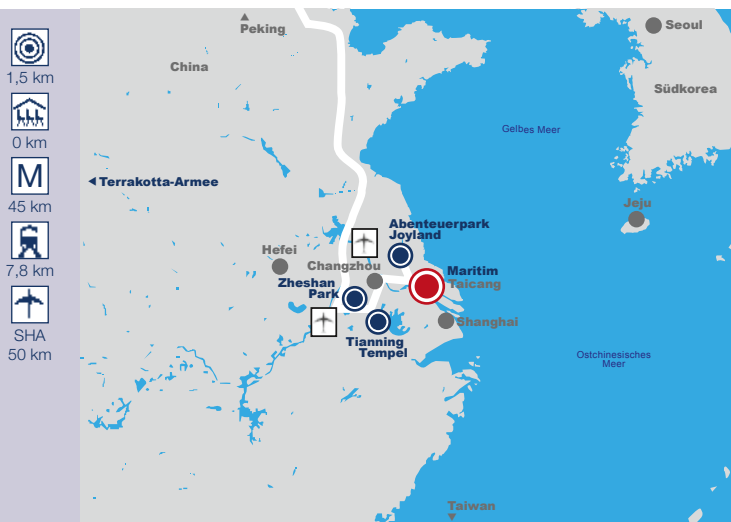 1,5 km
0 km
M
45 km
7,8 km
SHA
50 km
Peking
China
Seoul
Südkorea
Gelbes Meer
Terrakotta-Armee
Jeju
Abenteuerpark
Joyland
Hefei
Changzhou
Maritim
Taicang
Zheshan
Park
Shanghai
Tianning
Tempel
Ostchinesisches
Meer
Taiwan